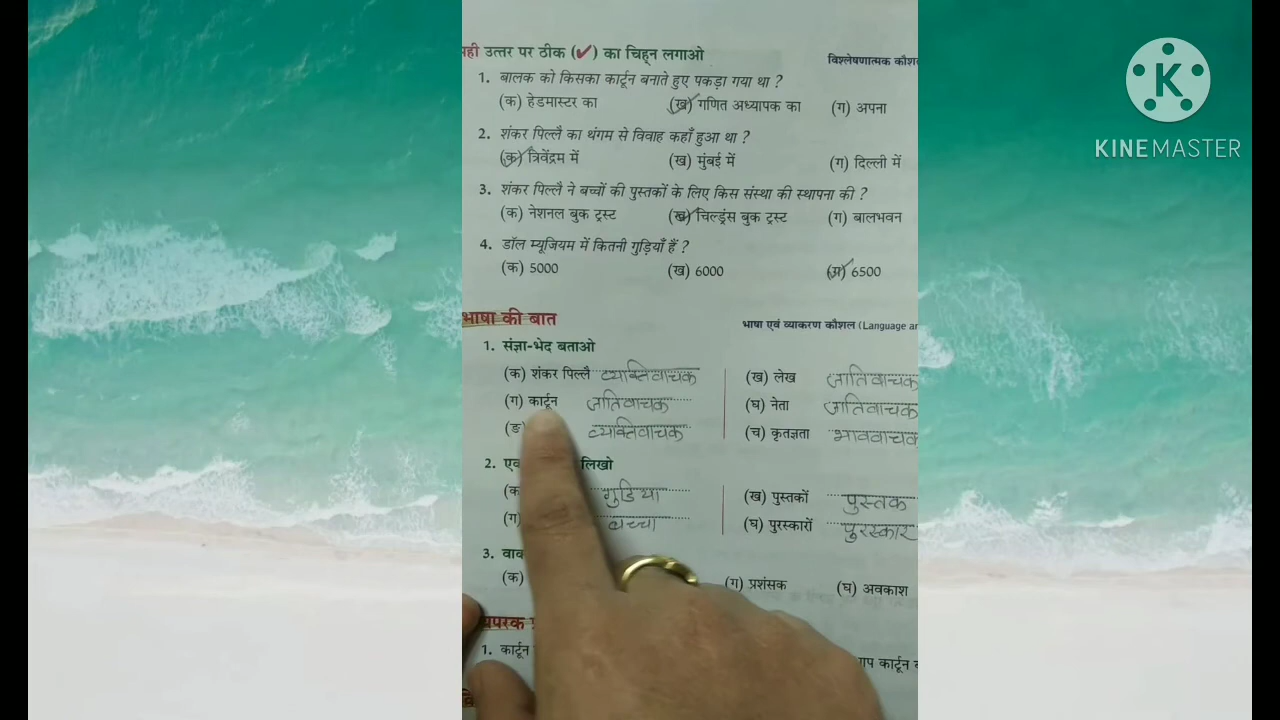 K
KINEMASTER
उत्तर पर ठीक (✓) का चिह्न लगाओ
विश्लेषणात्मक
1. बालक को किसका कार्टून बनाते हुए पकड़ा गया था ?
(क) हेडमास्टर का (ख) गणित अध्यापक का (ग) अपना
2. शंकर पिल्लै का थंगम से विवाह कहाँ हुआ था ?
(क) त्रिवेंद्रम में (ख) मुंबई में (ग) दिल्ली में
3. शंकर पिल्लै ने बच्चों की पुस्तकों के लिए किस संस्था की स्थापना की ?
(क) नेशनल बुक ट्रस्ट (ख) चिल्ड्रंस बुक ट्रस्ट (ग) बालभवन
4. डॉल म्यूजियम में कितनी गुड़ियाँ हैं ?
(क) 5000 (ख) 6000 (ग) 6500
भाषा की बात
भाषा एवं व्याकरण कौशल (Language
1. संज्ञा-भेद बताओ
(क) शंकर पिल्लै व्यक्तिवाचक (ख) लेख जातिवाचक
(ग) कार्टून जातिवाचक (घ) नेता जातिवाचक
(ङ) व्यक्तिवाचक (च) कृतज्ञता भाववाचक
2. लिखो
(क गुडिया (ख) पुस्तकों पुस्तक
(ग) बच्चा (घ) पुरस्कारों पुरस्कार
3.
(क) (ग) प्रशंसक (घ) अवकाश
1. कार्टून कार्टून